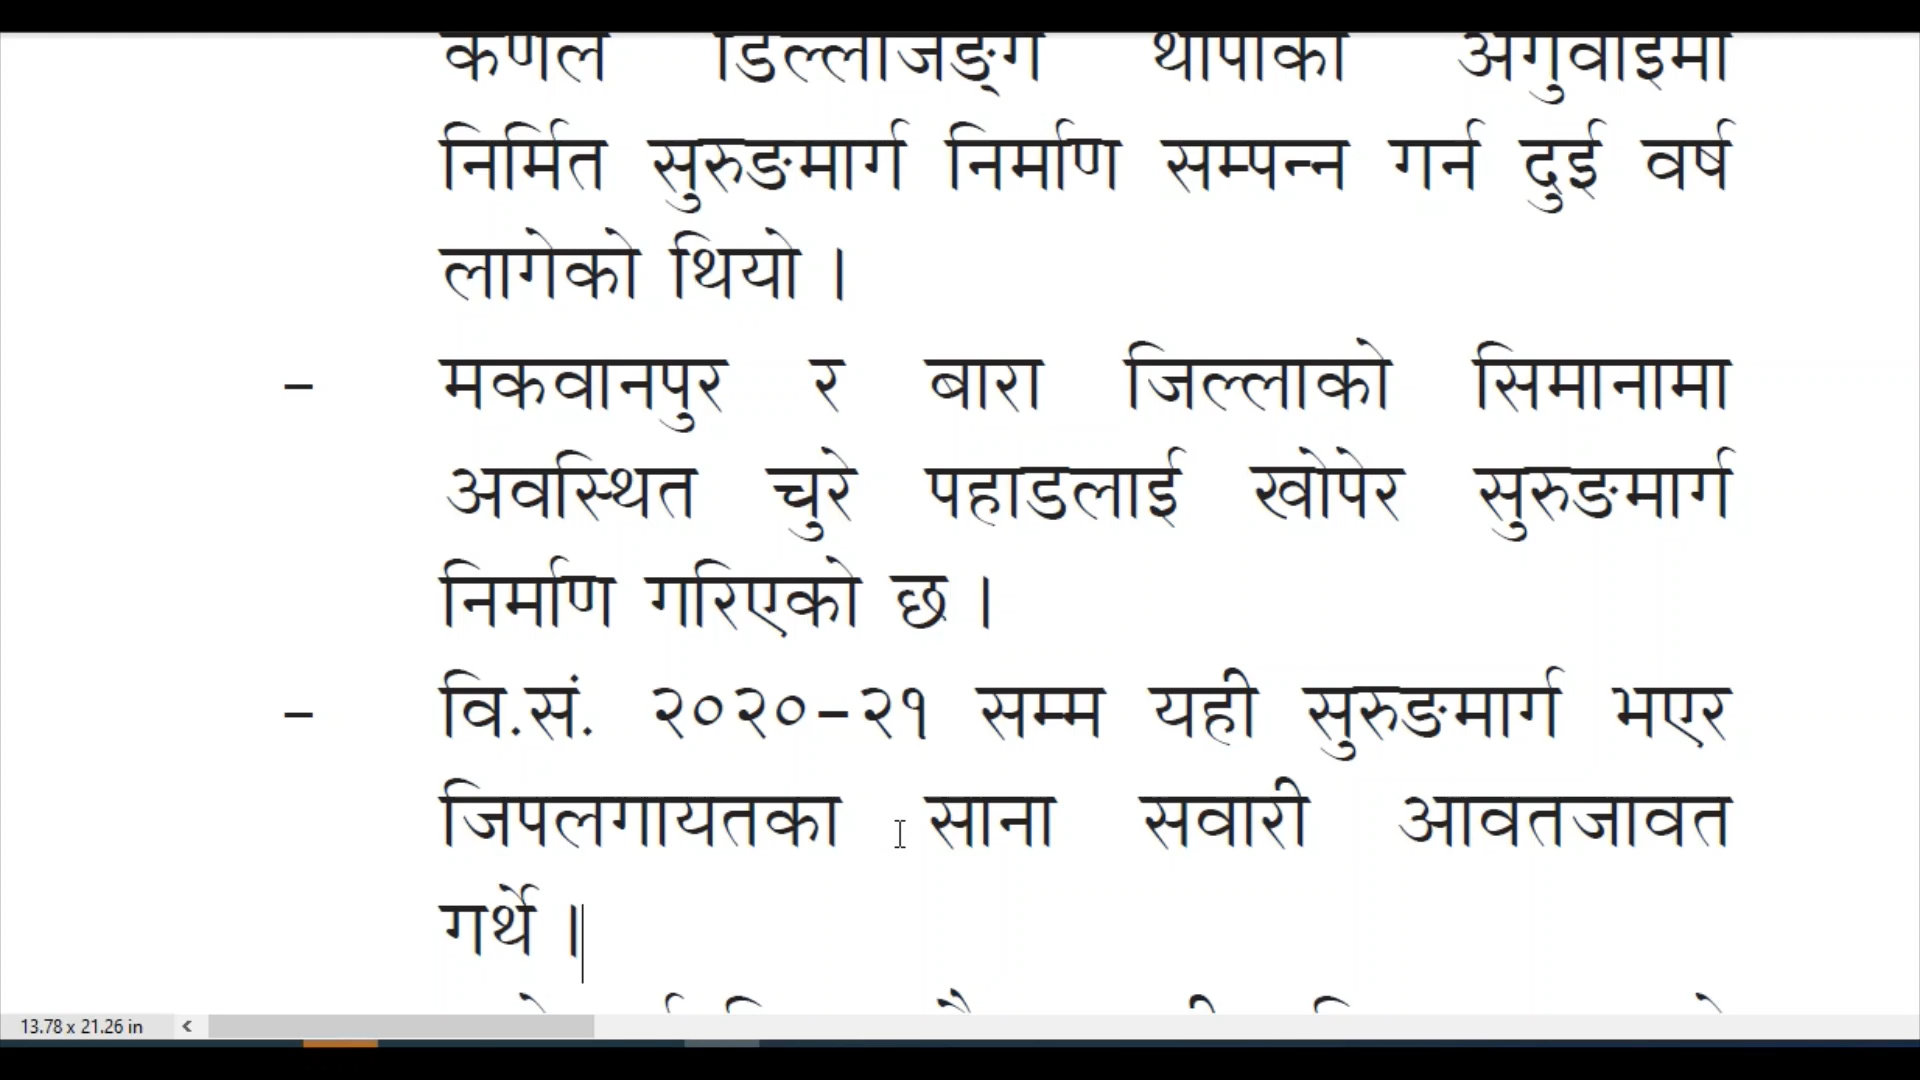 कर्णेल डिल्लीजङ्ग थापाको अगुवाइमा
निर्मित सुरुङमार्ग निर्माण सम्पन्न गर्न दुई वर्ष
लागेको थियो ।
– मकवानपुर र बारा जिल्लाको सिमानामा
अवस्थित चुरे पहाडलाई खोपेर सुरुङमार्ग
निर्माण गरिएको छ ।
– वि.सं. २०२०–२१ सम्म यही सुरुङमार्ग भएर
जिपलगायतका साना सवारी आवतजावत
गर्थे ।
13.78 x 21.26 in